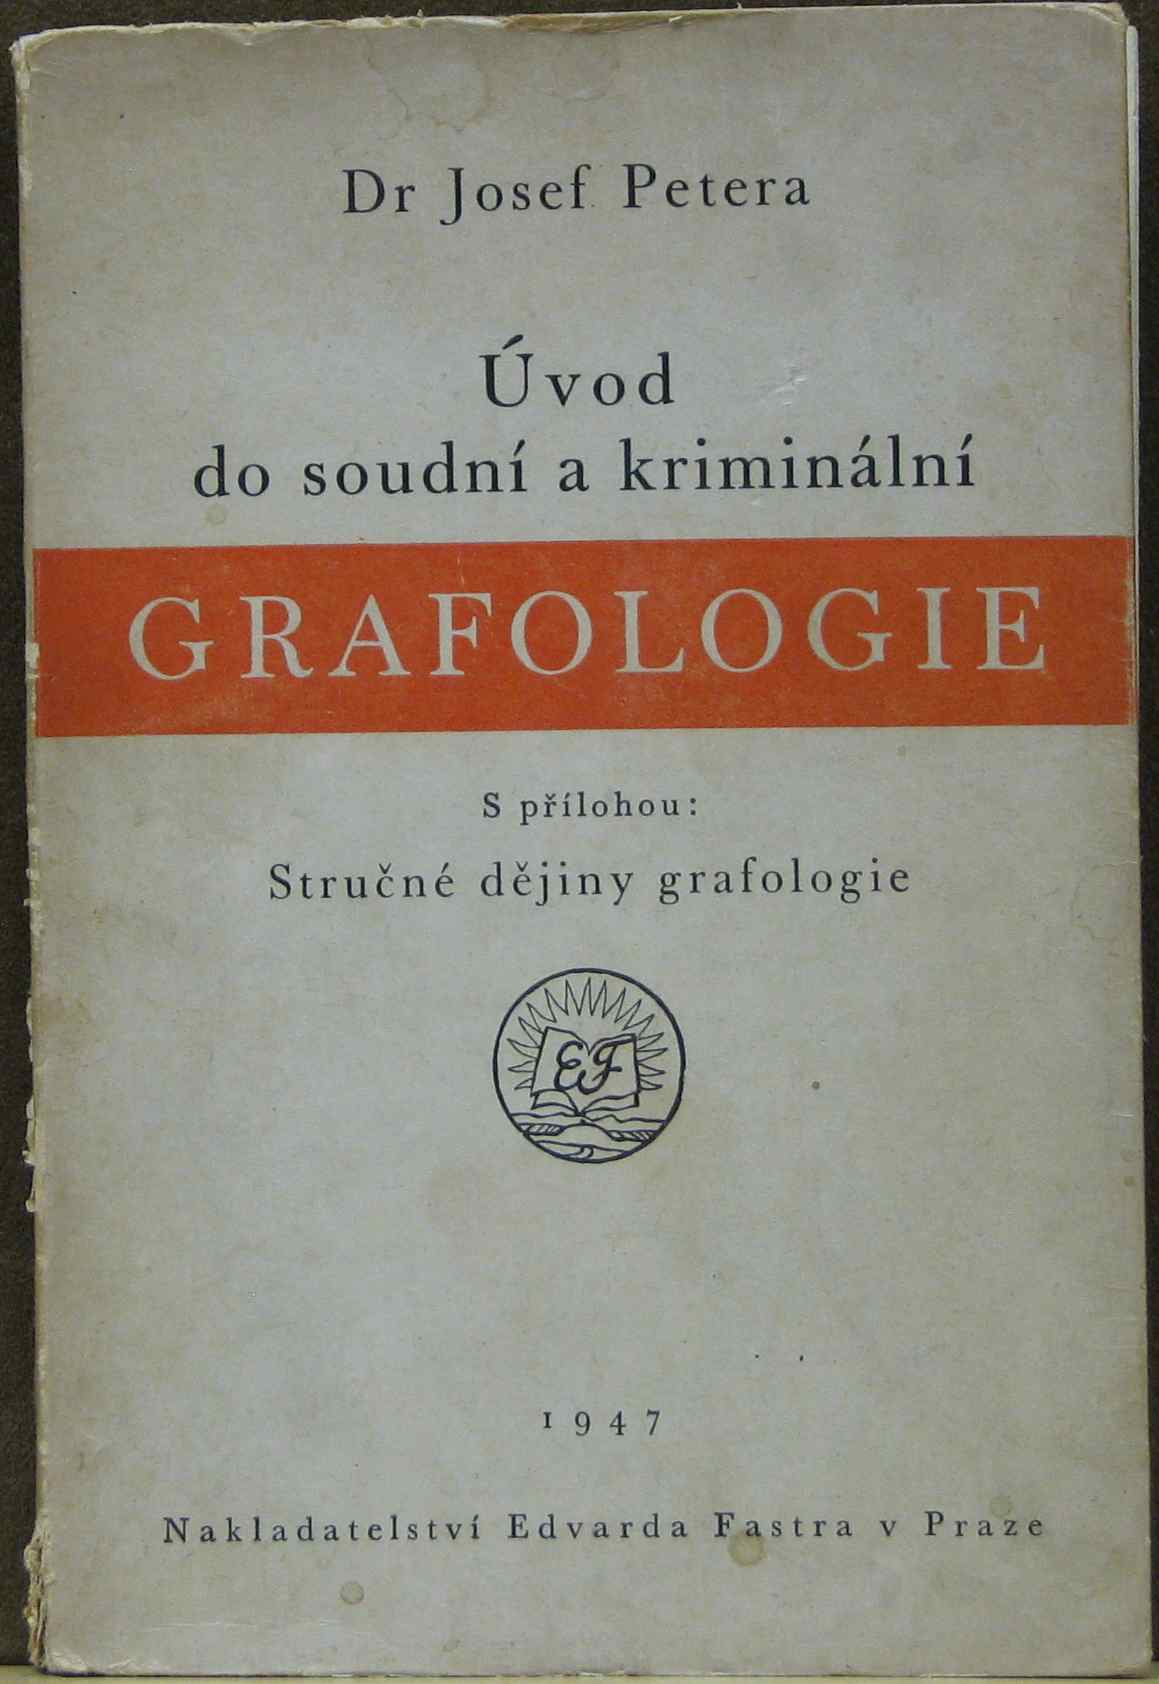 Dr Josef Petera
Úvod
do soudní a kriminální
GRAFOLOGIE
S přílohou:
Stručné dějiny grafologie
EF
1947
Nakladatelství Edvarda Fastra v Praze